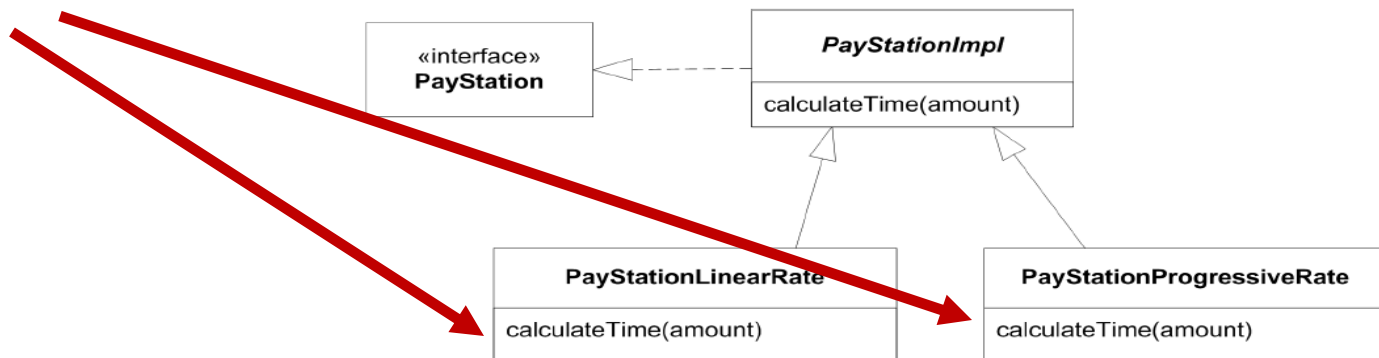 «interface»
PayStation
PayStationImpl
calculateTime(amount)
PayStationLinearRate
calculateTime(amount)
PayStationProgressiveRate
calculateTime(amount)